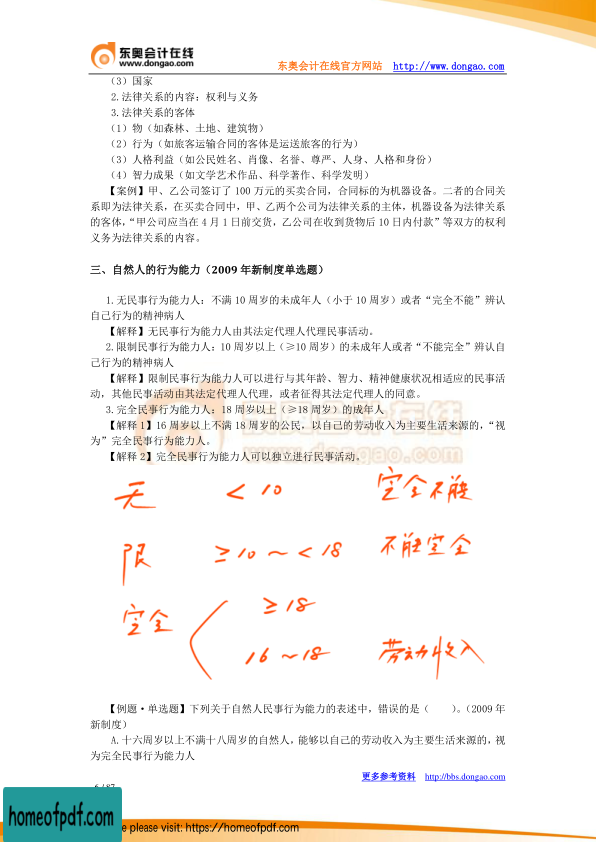 东奥会计在线
www.dongao.com
东奥会计在线官方网站 http://www.dongao.com
（3）国家
2.法律关系的内容：权利与义务
3.法律关系的客体
（1）物（如森林、土地、建筑物）
（2）行为（如旅客运输合同的客体是运送旅客的行为）
（3）人格利益（如公民姓名、肖像、名誉、尊严、人身、人格和身份）
（4）智力成果（如文学艺术作品、科学著作、科学发明）
【案例】甲、乙公司签订了 100 万元的买卖合同，合同标的为机器设备。二者的合同关
系即为法律关系，在买卖合同中，甲、乙两个公司为法律关系的主体，机器设备为法律关系
的客体，“甲公司应当在 4 月 1 日前交货，乙公司在收到货物后 10 日内付款”等双方的权利
义务为法律关系的内容。
三、自然人的行为能力（2009 年新制度单选题）
1.无民事行为能力人：不满 10 周岁的未成年人（小于 10 周岁）或者“完全不能”辨认
自己行为的精神病人
【解释】无民事行为能力人由其法定代理人代理民事活动。
2.限制民事行为能力人：10 周岁以上（≥10 周岁）的未成年人或者“不能完全”辨认自
己行为的精神病人
【解释】限制民事行为能力人可以进行与其年龄、智力、精神健康状况相适应的民事活
动，其他民事活动由其法定代理人代理，或者征得其法定代理人的同意。
3.完全民事行为能力人：18 周岁以上（≥18 周岁）的成年人
【解释 1】16 周岁以上不满 18 周岁的公民，以自己的劳动收入为主要生活来源的，“视
为”完全民事行为能力人。
【解释 2】完全民事行为能力人可以独立进行民事活动。
东奥会计在线
www.dongao.com
无 < 10 完全不能
限 ≥10～<18 不能完全
完全 ≥18
16～18 劳动收入
【例题·单选题】下列关于自然人民事行为能力的表述中，错误的是（ ）。（2009 年
新制度）
A.十六周岁以上不满十八周岁的自然人，能够以自己的劳动收入为主要生活来源的，视
为完全民事行为能力人
更多参考资料 http://bbs.dongao.com
6 / 87
homeofpdf.com
e please visit: https://homeofpdf.com